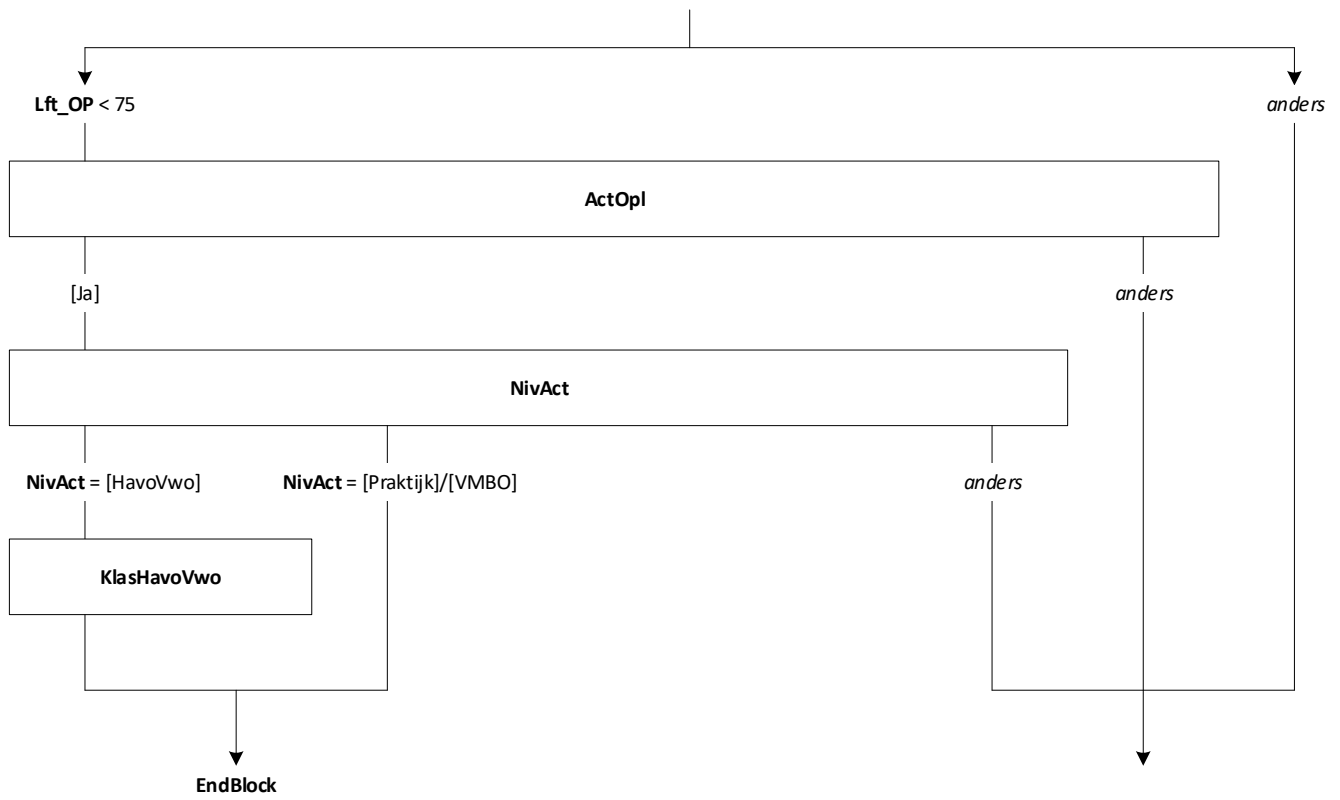 Lft_OP < 75
anders
ActOpl
[Ja]
anders
NivAct
NivAct = [HavoVwo]
NivAct = [Praktijk]/[VMBO]
anders
KlasHavoVwo
EndBlock